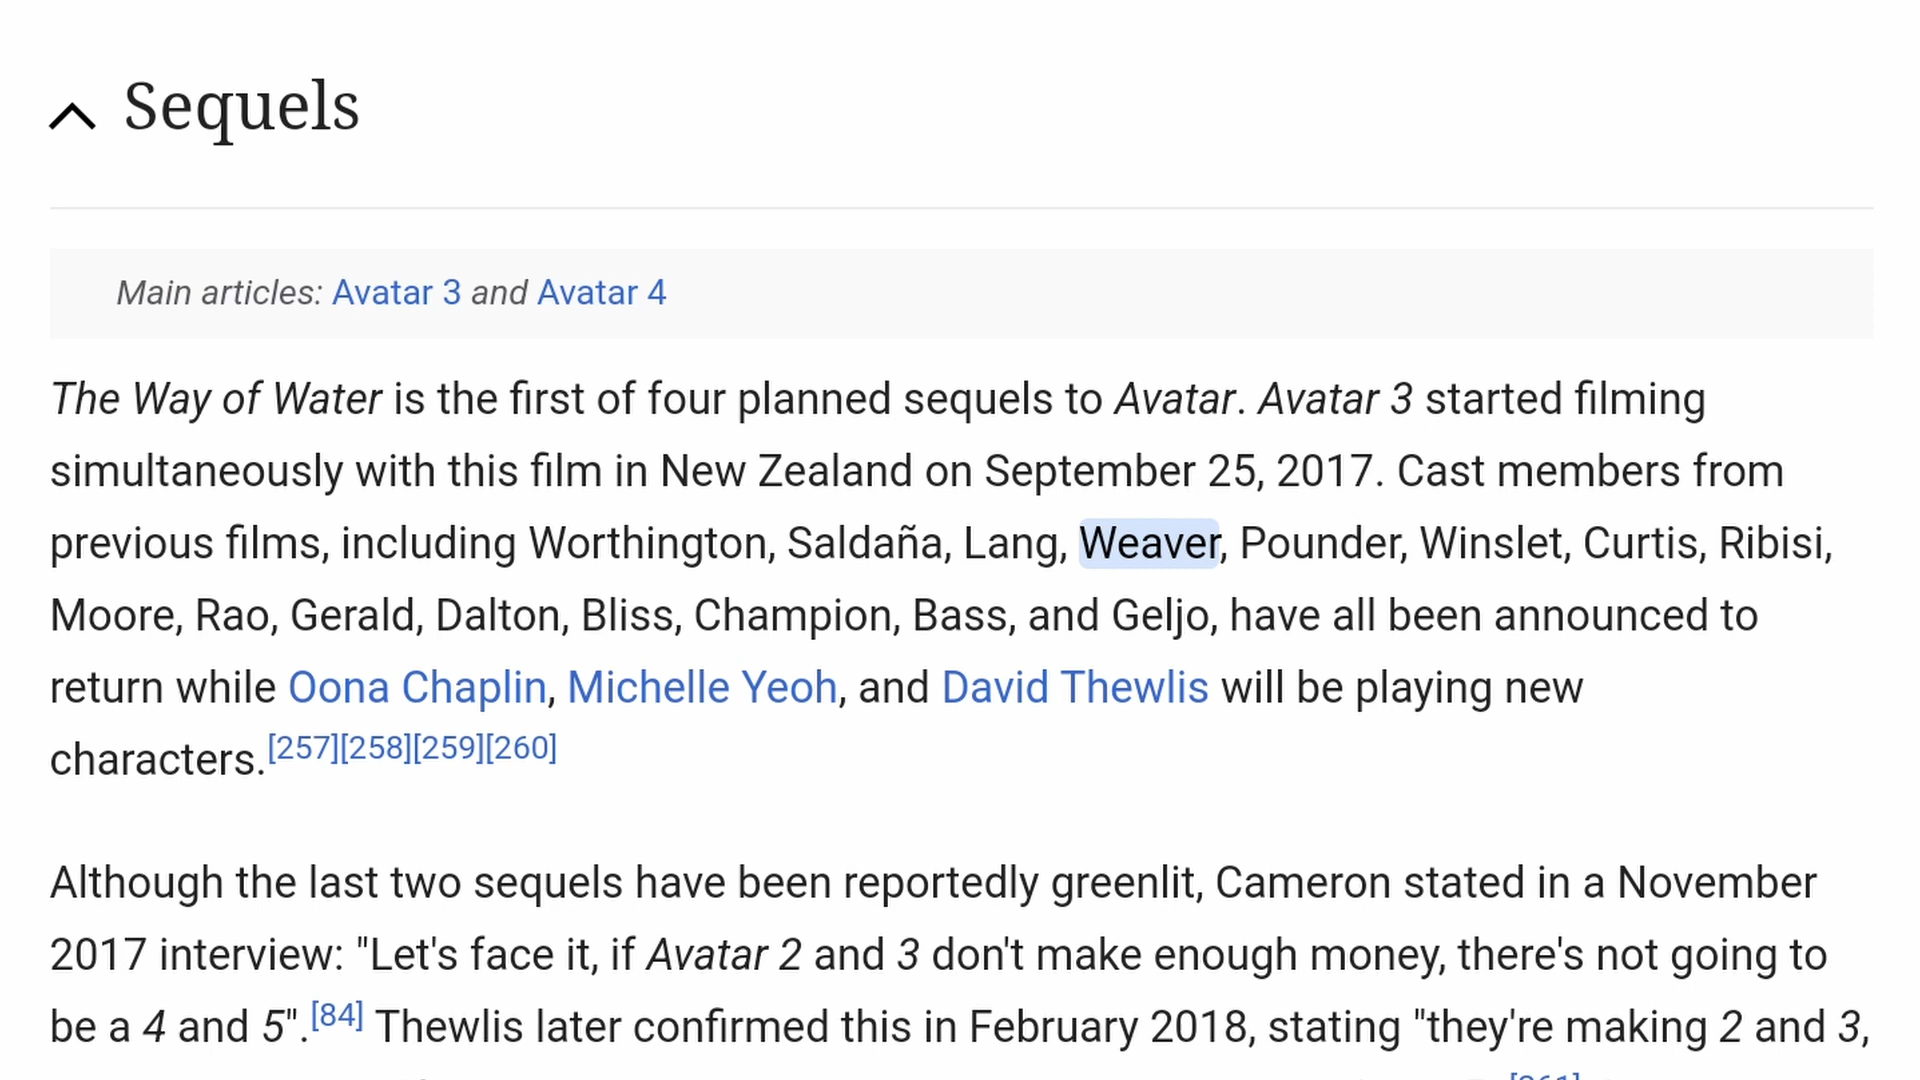 Sequels
Main articles: Avatar 3 and Avatar 4
The Way of Water is the first of four planned sequels to Avatar. Avatar 3 started filming
simultaneously with this film in New Zealand on September 25, 2017. Cast members from
previous films, including Worthington, Saldaña, Lang, Weaver, Pounder, Winslet, Curtis, Ribisi,
Moore, Rao, Gerald, Dalton, Bliss, Champion, Bass, and Geljo, have all been announced to
return while Oona Chaplin, Michelle Yeoh, and David Thewlis will be playing new
characters.[257][258][259][260]
Although the last two sequels have been reportedly greenlit, Cameron stated in a November
2017 interview: "Let's face it, if Avatar 2 and 3 don't make enough money, there's not going to
be a 4 and 5".[84] Thewlis later confirmed this in February 2018, stating "they're making 2 and 3,